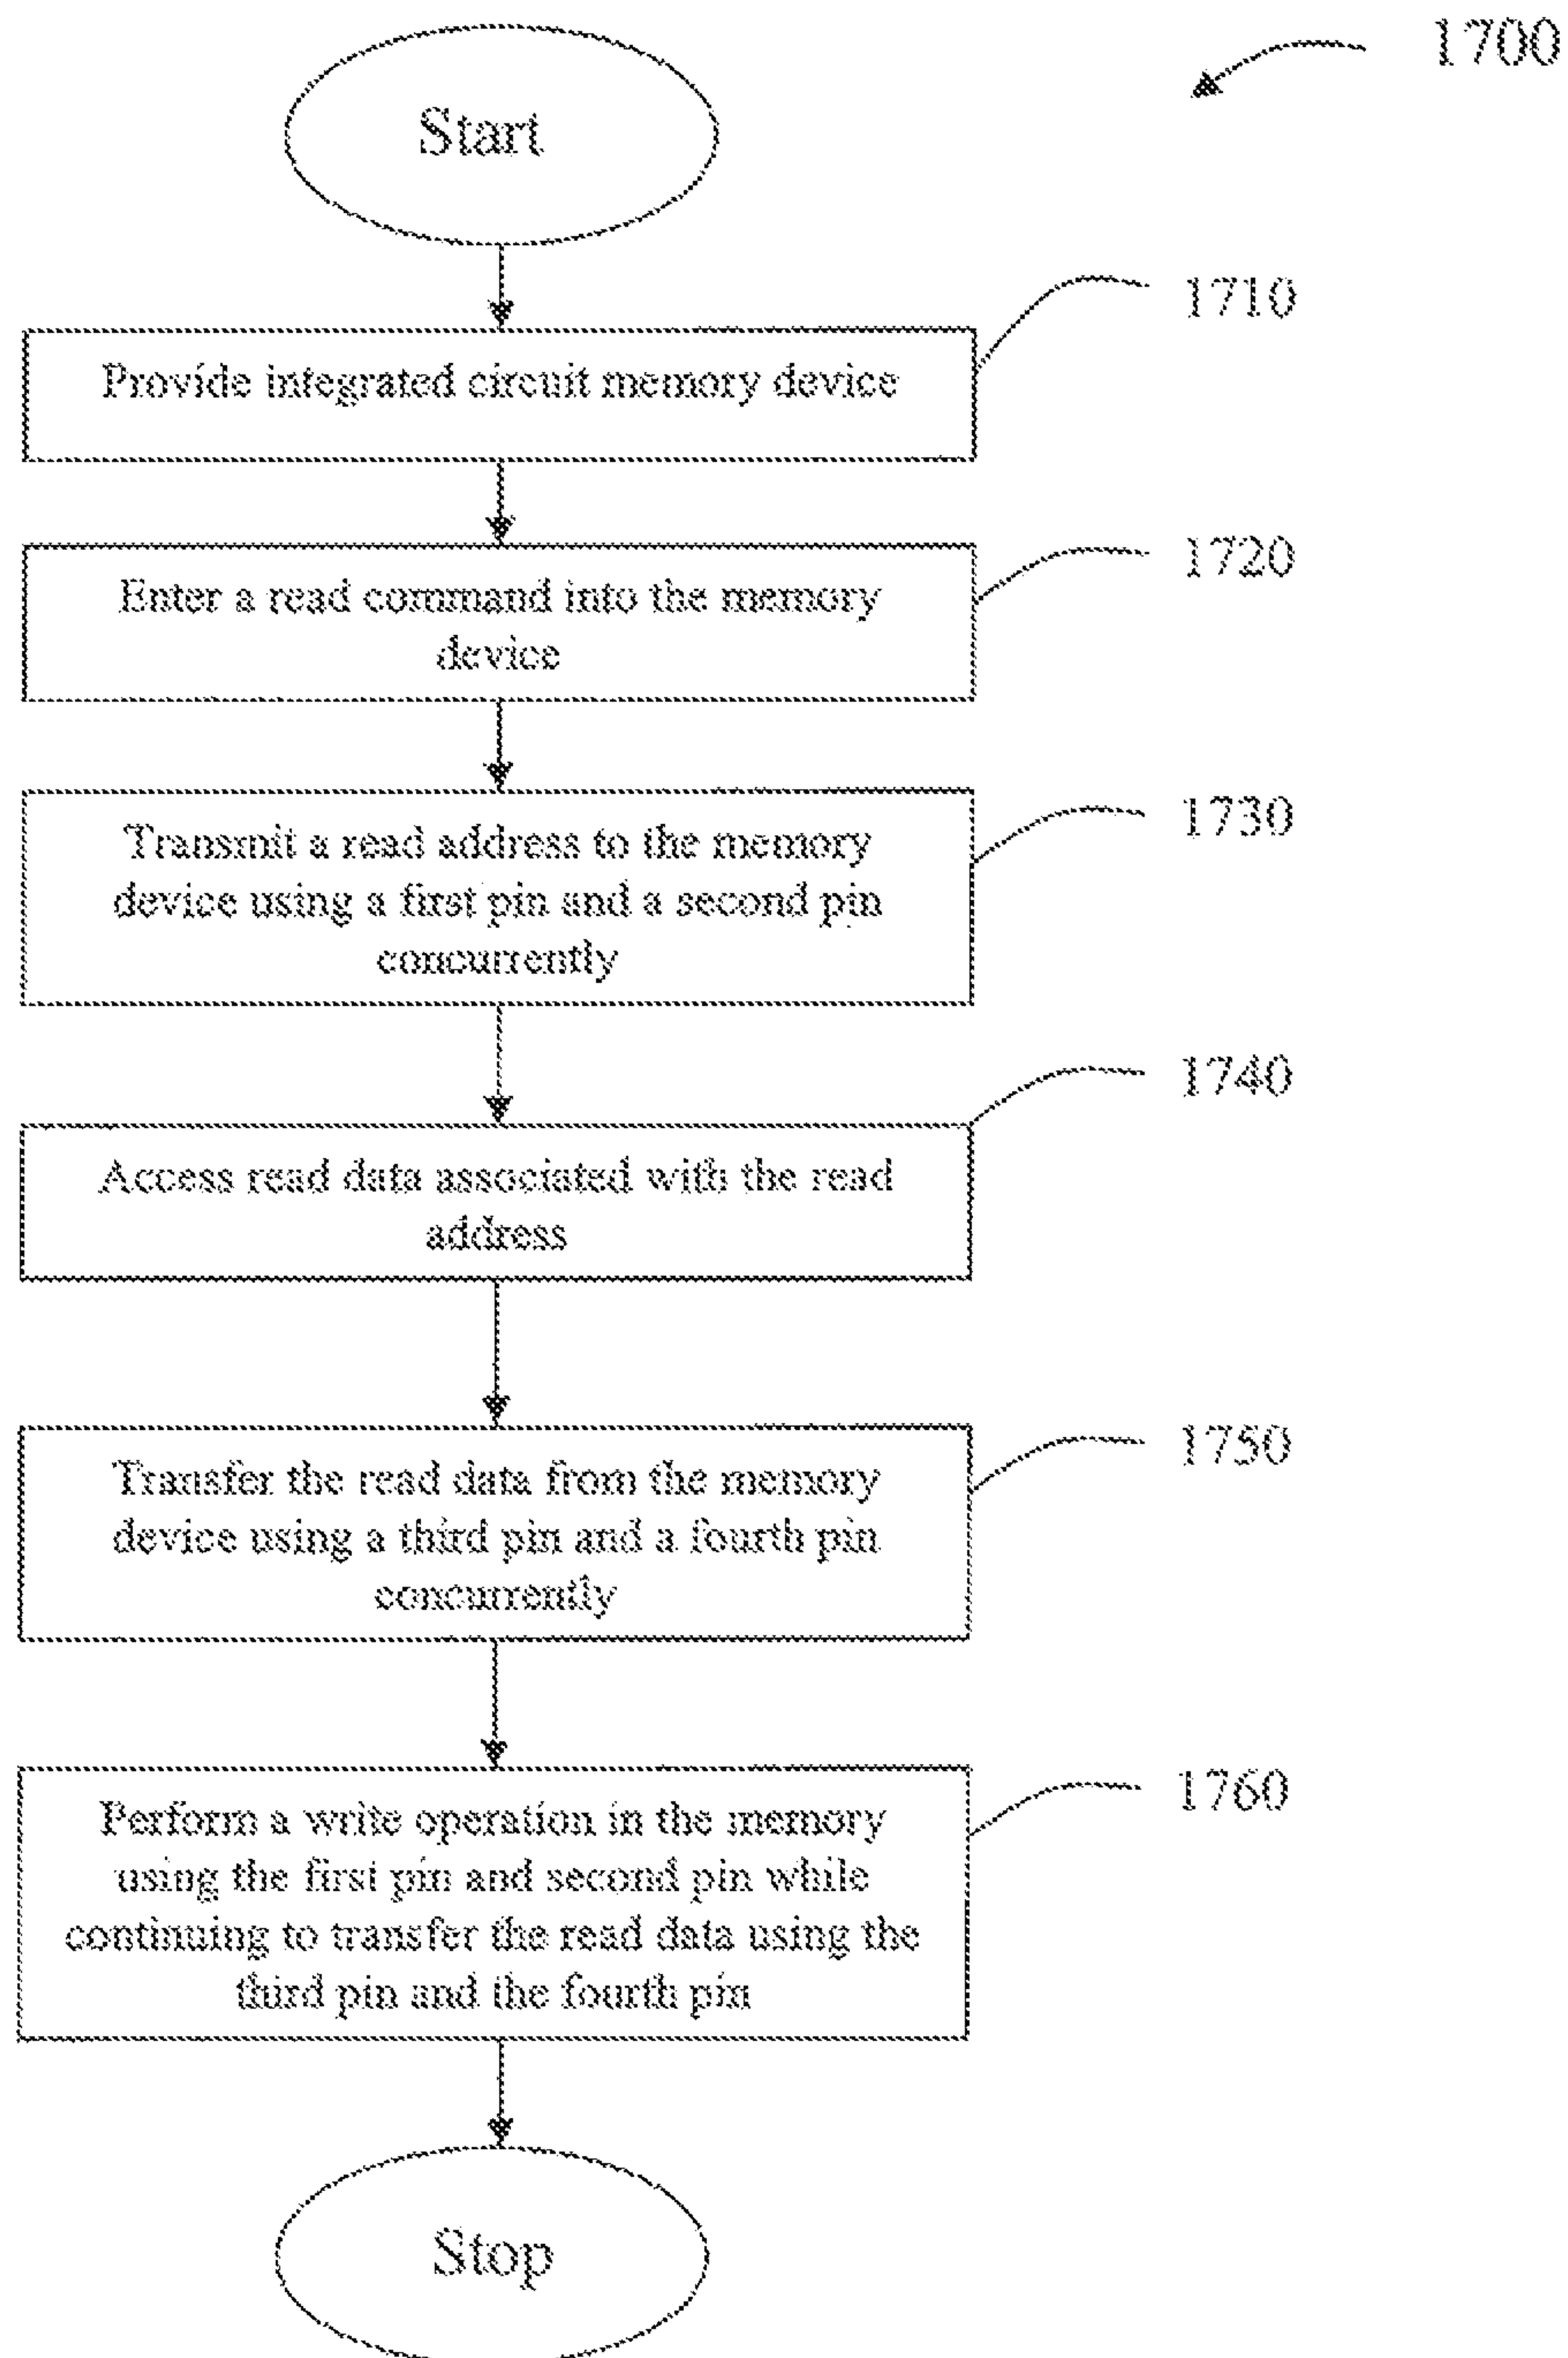 1700
Start
1710
Provide integrated circuit memory device
1720
Enter a read command into the memory
device
1730
Transmit a read address to the memory
device using a first pin and a second pin
concurrently
1740
Access read data associated with the read
address
1750
Transfer the read data from the memory
device using a third pin and a fourth pin
concurrently
1760
Perform a write operation in the memory
using the first pin and second pin while
continuing to transfer the read data using the
third pin and the fourth pin
Stop